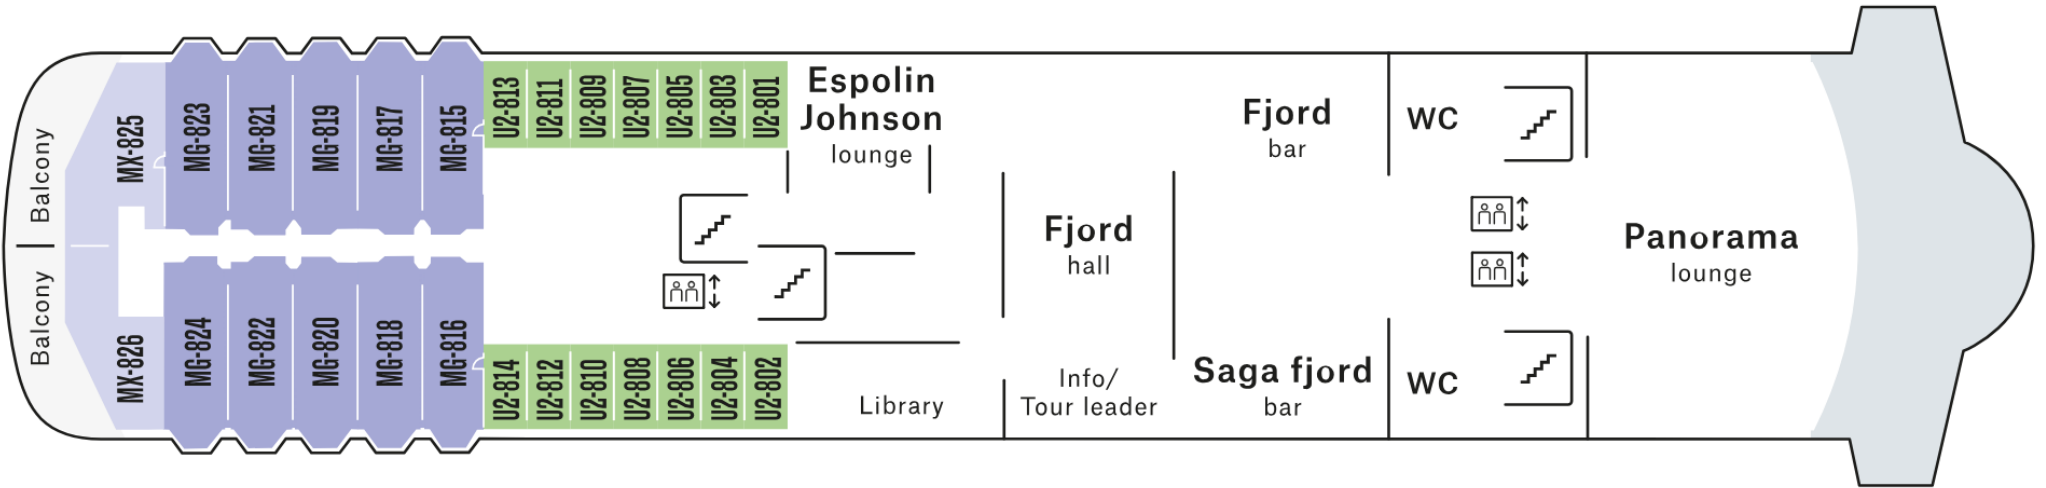 Balcony
Balcony
MX-825
MG-823
MG-821
MG-819
MG-817
MG-815
U2-813
U2-811
U2-809
U2-807
U2-805
U2-803
U2-801
MX-826
MG-824
MG-822
MG-820
MG-818
MG-816
U2-814
U2-812
U2-810
U2-808
U2-806
U2-804
U2-802
Espolin
Johnson
lounge
Library
Fjord
hall
Info/
Tour leader
Fjord
bar
Saga fjord
bar
WC
WC
Panorama
lounge